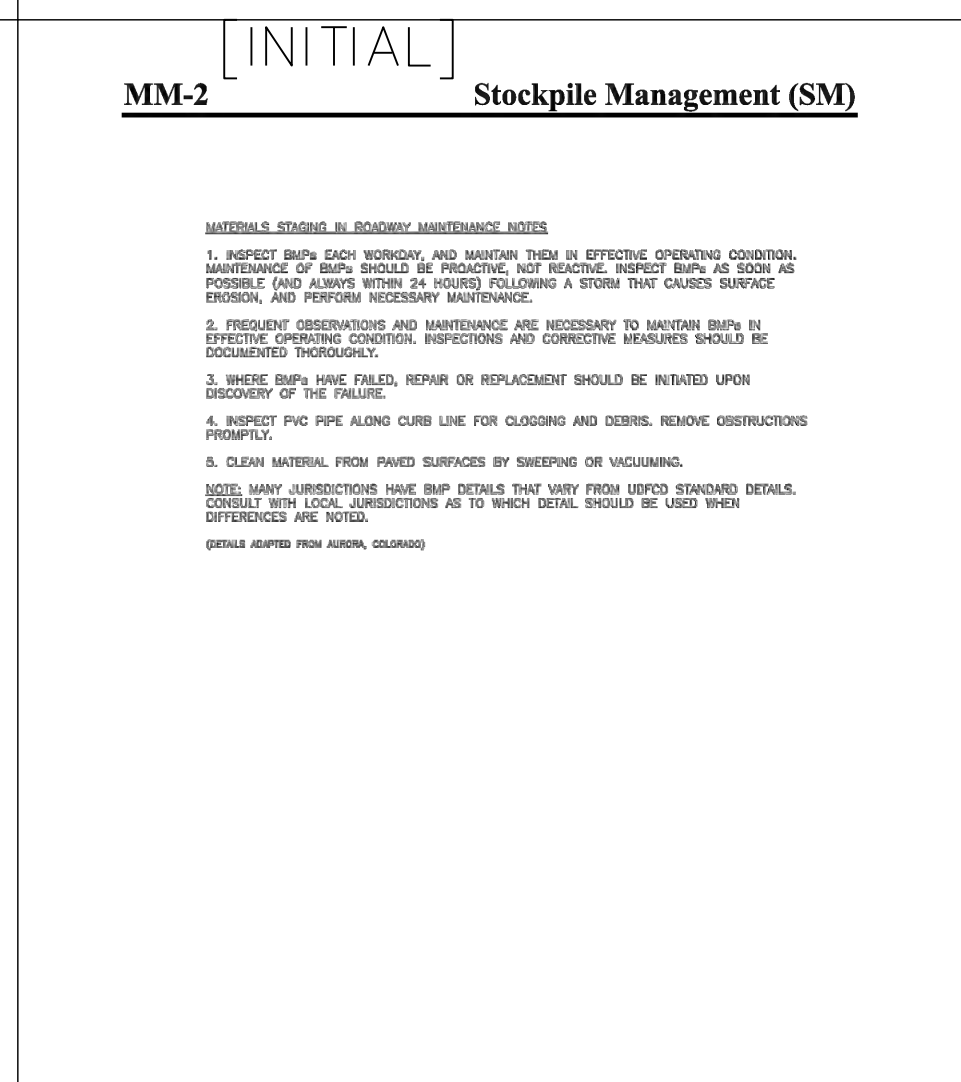 [INITIAL]
MM-2 Stockpile Management (SM)
MATERIALS STAGING IN ROADWAY MAINTENANCE NOTES
1. INSPECT BMPs EACH WORKDAY, AND MAINTAIN THEM IN EFFECTIVE OPERATING CONDITION.
MAINTENANCE OF BMPs SHOULD BE PROACTIVE, NOT REACTIVE. INSPECT BMPs AS SOON AS
POSSIBLE (AND ALWAYS WITHIN 24 HOURS) FOLLOWING A STORM THAT CAUSES SURFACE
EROSION, AND PERFORM NECESSARY MAINTENANCE.
2. FREQUENT OBSERVATIONS AND MAINTENANCE ARE NECESSARY TO MAINTAIN BMPs IN
EFFECTIVE OPERATING CONDITION. INSPECTIONS AND CORRECTIVE MEASURES SHOULD BE
DOCUMENTED THOROUGHLY.
3. WHERE BMPs HAVE FAILED, REPAIR OR REPLACEMENT SHOULD BE INITIATED UPON
DISCOVERY OF THE FAILURE.
4. INSPECT PVC PIPE ALONG CURB LINE FOR CLOGGING AND DEBRIS. REMOVE OBSTRUCTIONS
PROMPTLY.
5. CLEAN MATERIAL FROM PAVED SURFACES BY SWEEPING OR VACUUMING.
NOTE: MANY JURISDICTIONS HAVE BMP DETAILS THAT VARY FROM UDFCD STANDARD DETAILS.
CONSULT WITH LOCAL JURISDICTIONS AS TO WHICH DETAIL SHOULD BE USED WHEN
DIFFERENCES ARE NOTED.
(DETAILS ADAPTED FROM AURORA, COLORADO)